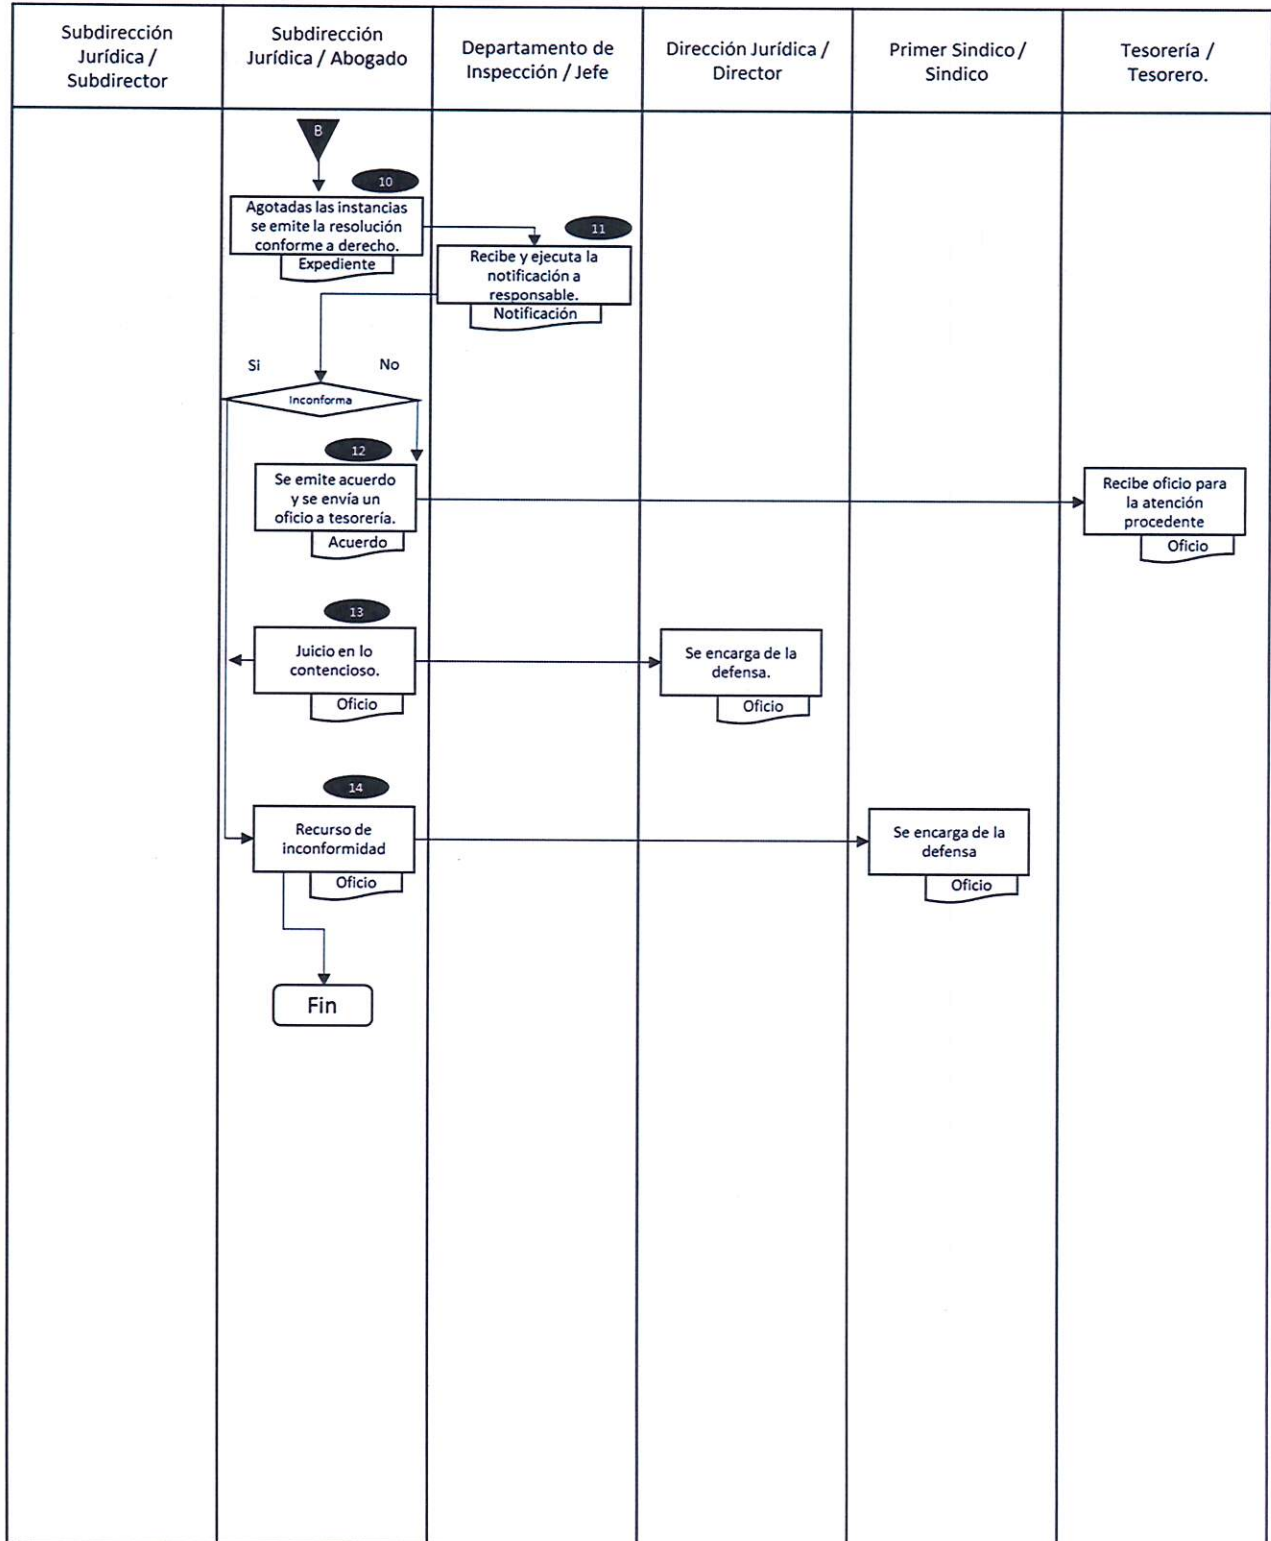 Subdirección
Jurídica /
Subdirector
Subdirección
Jurídica / Abogado
Departamento de
Inspección / Jefe
Dirección Jurídica /
Director
Primer Sindico /
Sindico
Tesorería /
Tesorero.
B
10
Agotadas las instancias
se emite la resolución
conforme a derecho.
Expediente
11
Recibe y ejecuta la
notificación a
responsable.
Notificación
Si
No
Inconforma
12
Se emite acuerdo
y se envía un
oficio a tesorería.
Acuerdo
Recibe oficio para
la atención
procedente
Oficio
13
Juicio en lo
contencioso.
Oficio
Se encarga de la
defensa.
Oficio
14
Recurso de
inconformidad
Oficio
Se encarga de la
defensa
Oficio
Fin